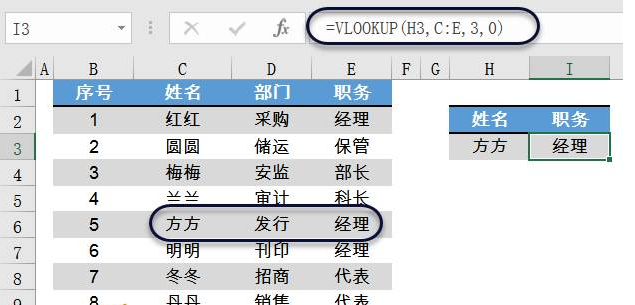 I3 fx =VLOOKUP(H3,C:E,3,0)
A B C D E F G H I
1 序号 姓名 部门 职务
2 1 红红 采购 经理 姓名 职务
3 2 圆圆 储运 保管 方方 经理
4 3 梅梅 安监 部长
5 4 兰兰 审计 科长
6 5 方方 发行 经理
7 6 明明 刊印 经理
8 7 冬冬 招商 代表
9 8 丹丹 销售 代表